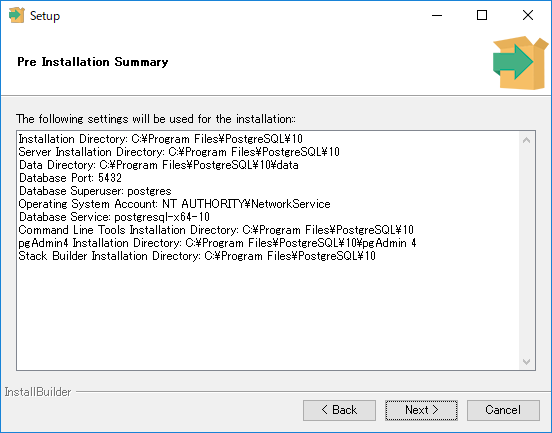 Setup
Pre Installation Summary
The following settings will be used for the installation::
Installation Directory: C:¥Program Files¥PostgreSQL¥10
Server Installation Directory: C:¥Program Files¥PostgreSQL¥10
Data Directory: C:¥Program Files¥PostgreSQL¥10¥data
Database Port: 5432
Database Superuser: postgres
Operating System Account: NT AUTHORITY¥NetworkService
Database Service: postgresql-x64-10
Command Line Tools Installation Directory: C:¥Program Files¥PostgreSQL¥10
pgAdmin4 Installation Directory: C:¥Program Files¥PostgreSQL¥10¥pgAdmin 4
Stack Builder Installation Directory: C:¥Program Files¥PostgreSQL¥10
InstallBuilder
< Back
Next >
Cancel